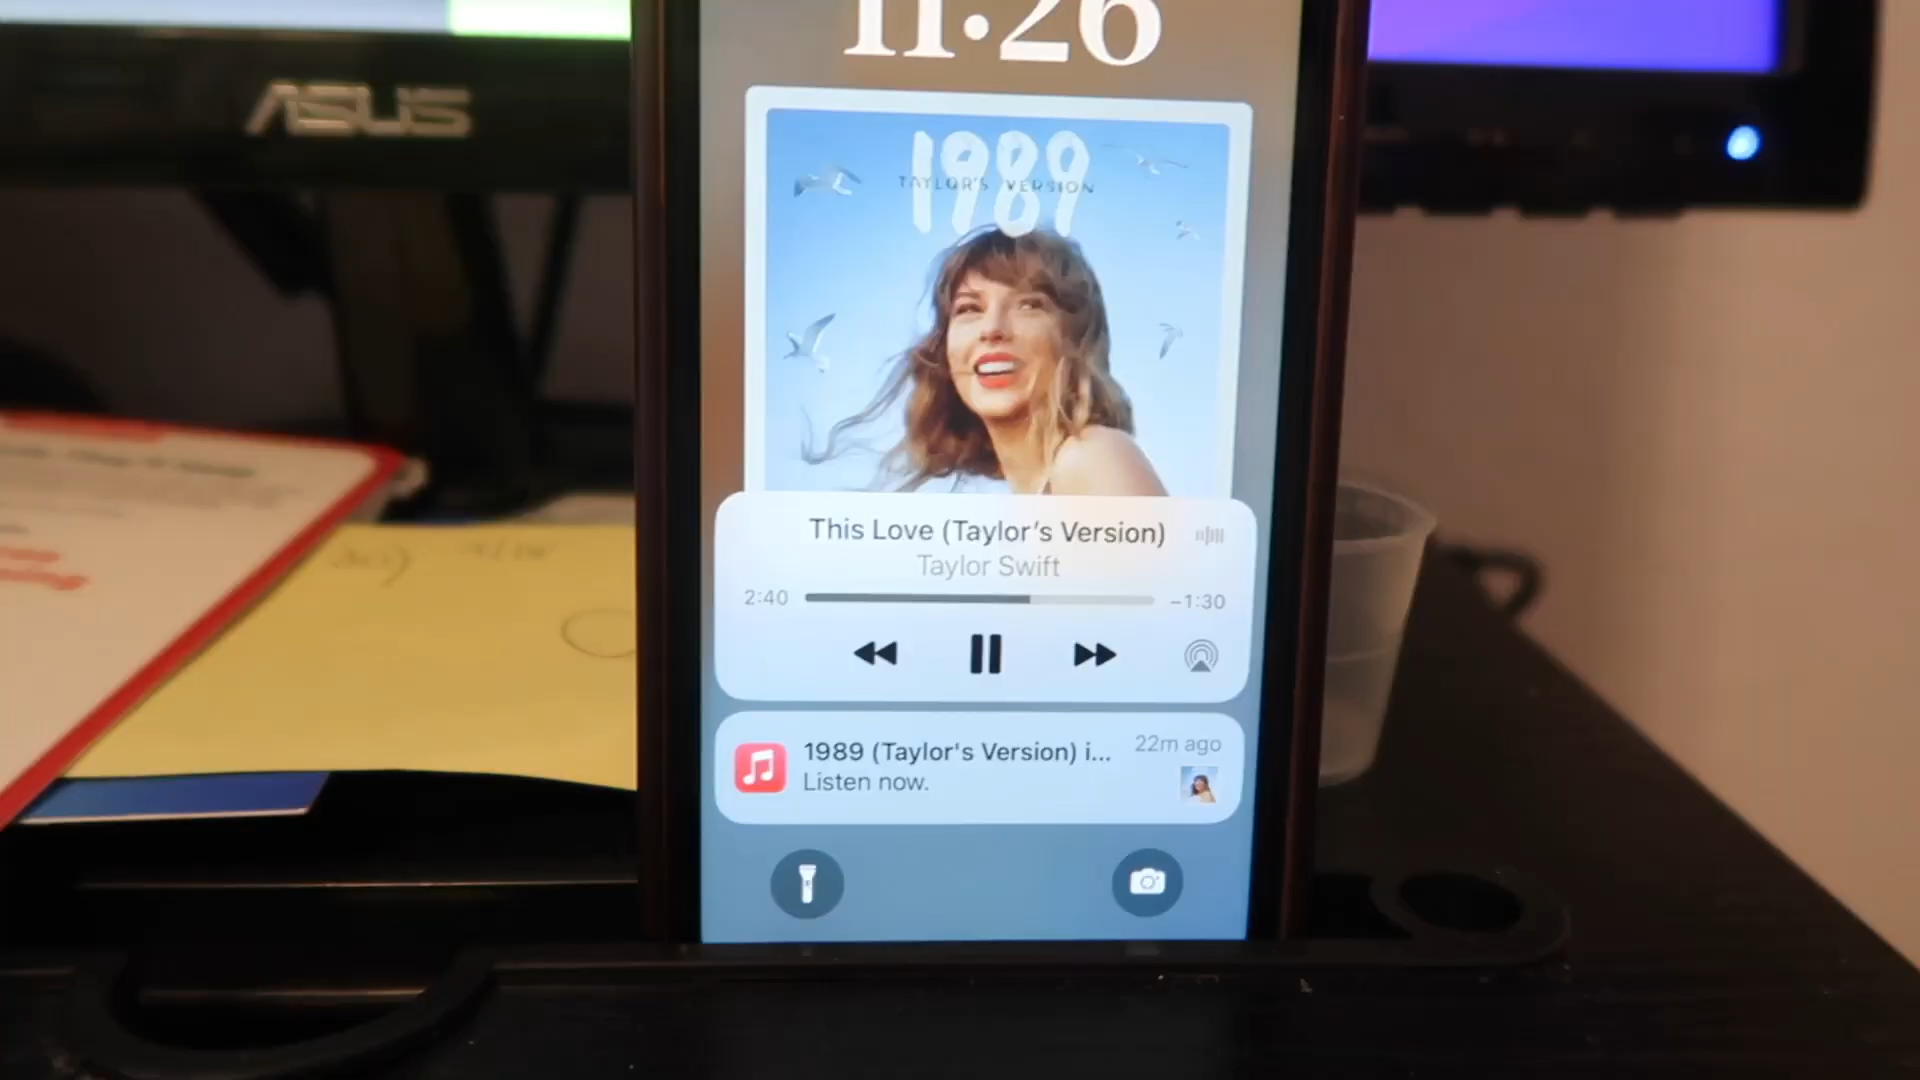 11:26
ASUS
1989
TAYLOR'S VERSION
This Love (Taylor's Version)
Taylor Swift
2:40
-1:30
1989 (Taylor's Version) i...
22m ago
Listen now.